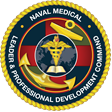 NAVAL MEDICAL
LEADER & PROFESSIONAL DEVELOPMENT COMMAND